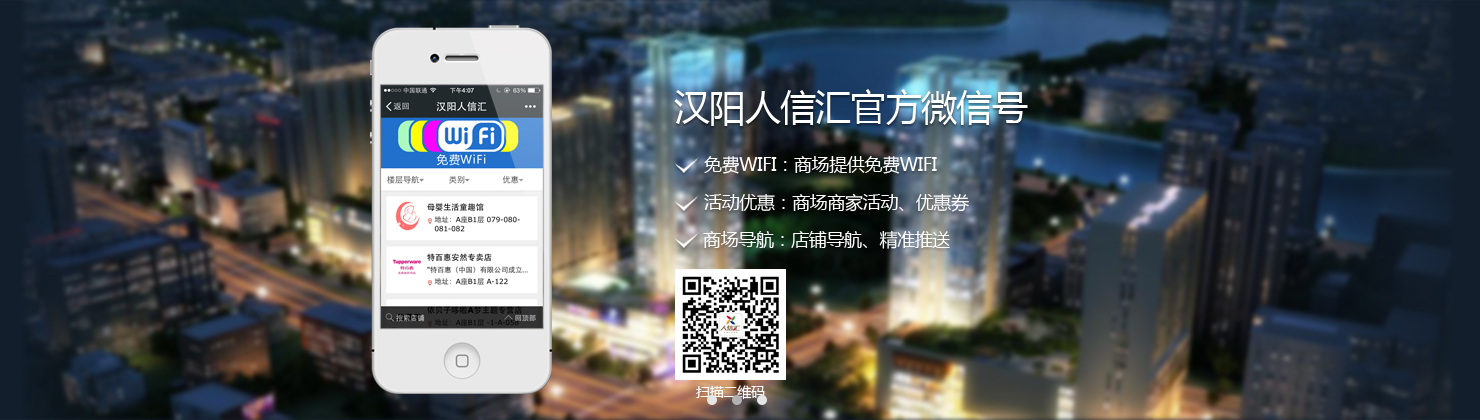 中国联通
下午4:07
63%
返回
汉阳人信汇
WiFi
免费WiFi
楼层导航
类别
优惠
母婴生活童趣馆
地址：A座B1层 079-080-
081-082
Tupperware
特百惠
特百惠安然专卖店
"特百惠（中国）有限公司成立...
地址：A座B1层 A-122
搜索店铺
回顶部
汉阳人信汇官方微信号
免费WIFI：商场提供免费WIFI
活动优惠：商场商家活动、优惠券
商场导航：店铺导航、精准推送
人信汇
扫描二维码